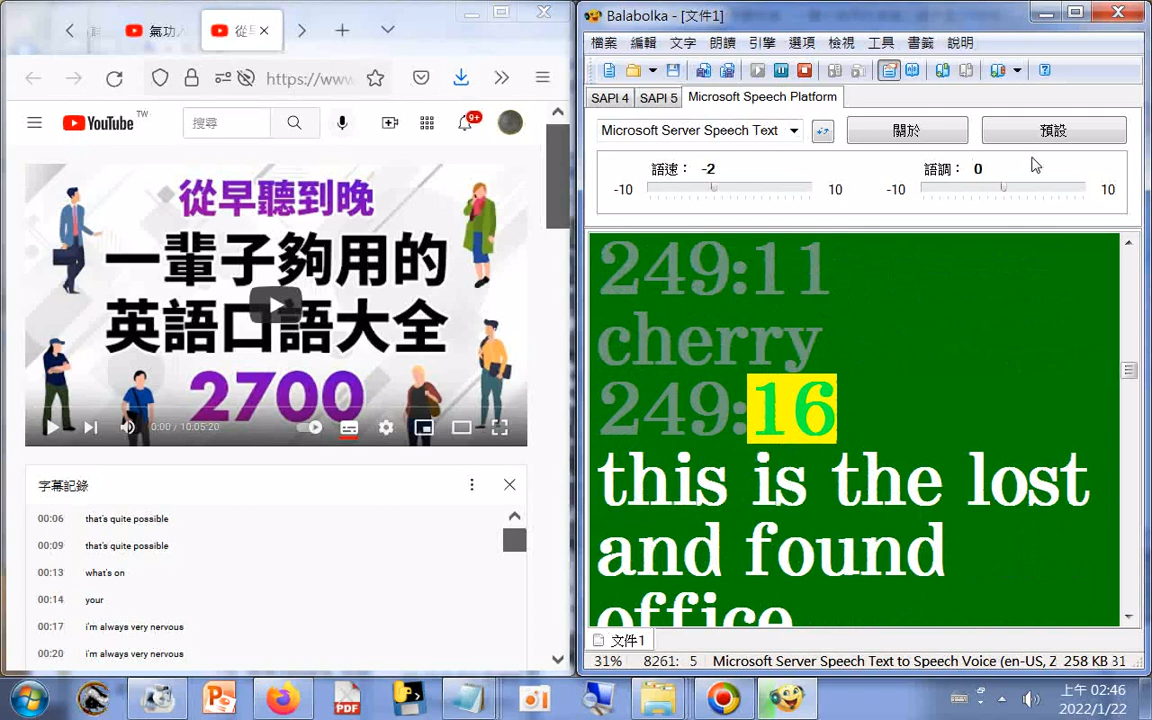 氣功
從
https://www
YouTube TW
搜尋
9+
從早聽到晚
一輩子夠用的
英語口語大全
2700
0:00 / 10:05:20
字幕記錄
00:06 that's quite possible
00:09 that's quite possible
00:13 what's on
00:14 your
00:17 i'm always very nervous
00:20 i'm always very nervous
Balabolka - [文件1]
檔案 編輯 文字 朗讀 引擎 選項 檢視 工具 書籤 說明
SAPI 4 SAPI 5 Microsoft Speech Platform
Microsoft Server Speech Text 關於 預設
語速: -2 語調: 0
-10 10 -10 10
249:11
cherry
249:16
this is the lost
and found
office
文件1
31% 8261: 5 Microsoft Server Speech Text to Speech Voice (en-US, Z 258 KB 31
PDF
上午 02:46
2022/1/22